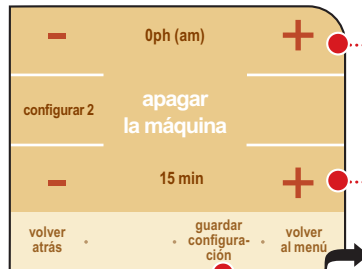 − 0ph (am) +
configurar 2
apagar
la máquina
− 15 min +
volver
atrás
guardar
configura-
ción
volver
al menú